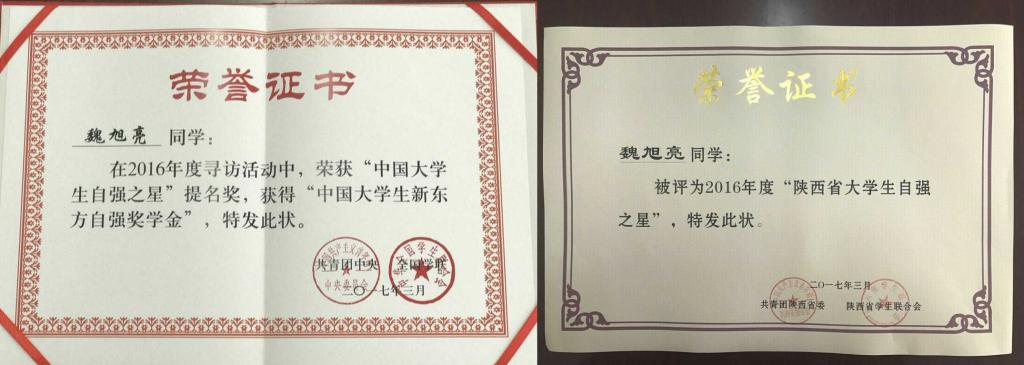 荣誉证书
魏旭亮 同学：
在2016年度寻访活动中，荣获“中国大学
生自强之星”提名奖，获得“中国大学生新东
方自强奖学金”，特发此状。
共青团中央 全国学联
二〇一七年三月
荣誉证书
魏旭亮 同学：
被评为2016年度“陕西省大学生自强
之星”，特发此状。
二〇一七年三月
共青团陕西省委 陕西省学生联合会